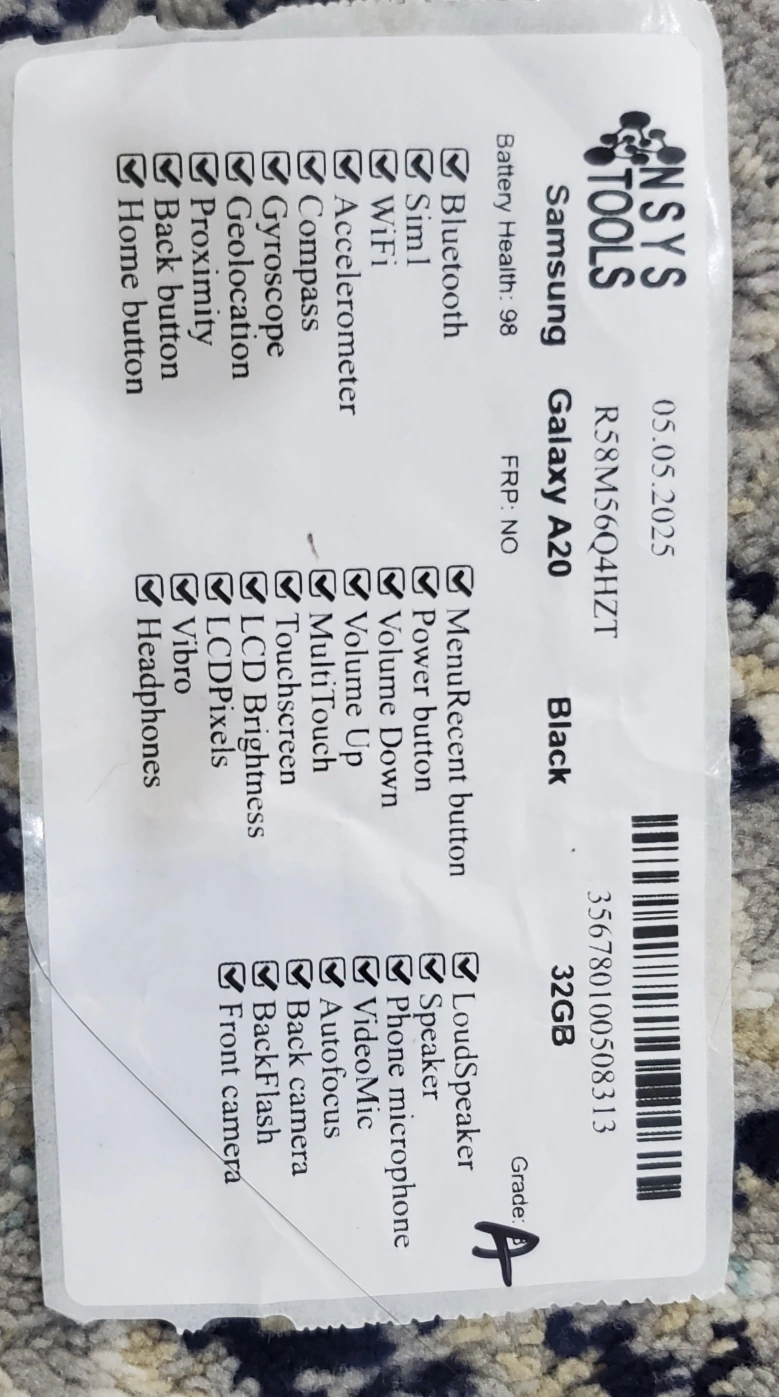 NSYS
TOOLS
05.05.2025
R58M56Q4HZT
356780100508313
Samsung Galaxy A20 Black 32GB
Battery Health: 98 FRP: NO Grade: A
☑ Bluetooth
☑ Sim1
☑ WiFi
☑ Accelerometer
☑ Compass
☑ Gyroscope
☑ Geolocation
☑ Proximity
☑ Back button
☑ Home button
☑ MenuRecent button
☑ Power button
☑ Volume Down
☑ Volume Up
☑ MultiTouch
☑ Touchscreen
☑ LCD Brightness
☑ LCDPixels
☑ Vibro
☑ Headphones
☑ LoudSpeaker
☑ Speaker
☑ Phone microphone
☑ VideoMic
☑ Autofocus
☑ Back camera
☑ BackFlash
☑ Front camera